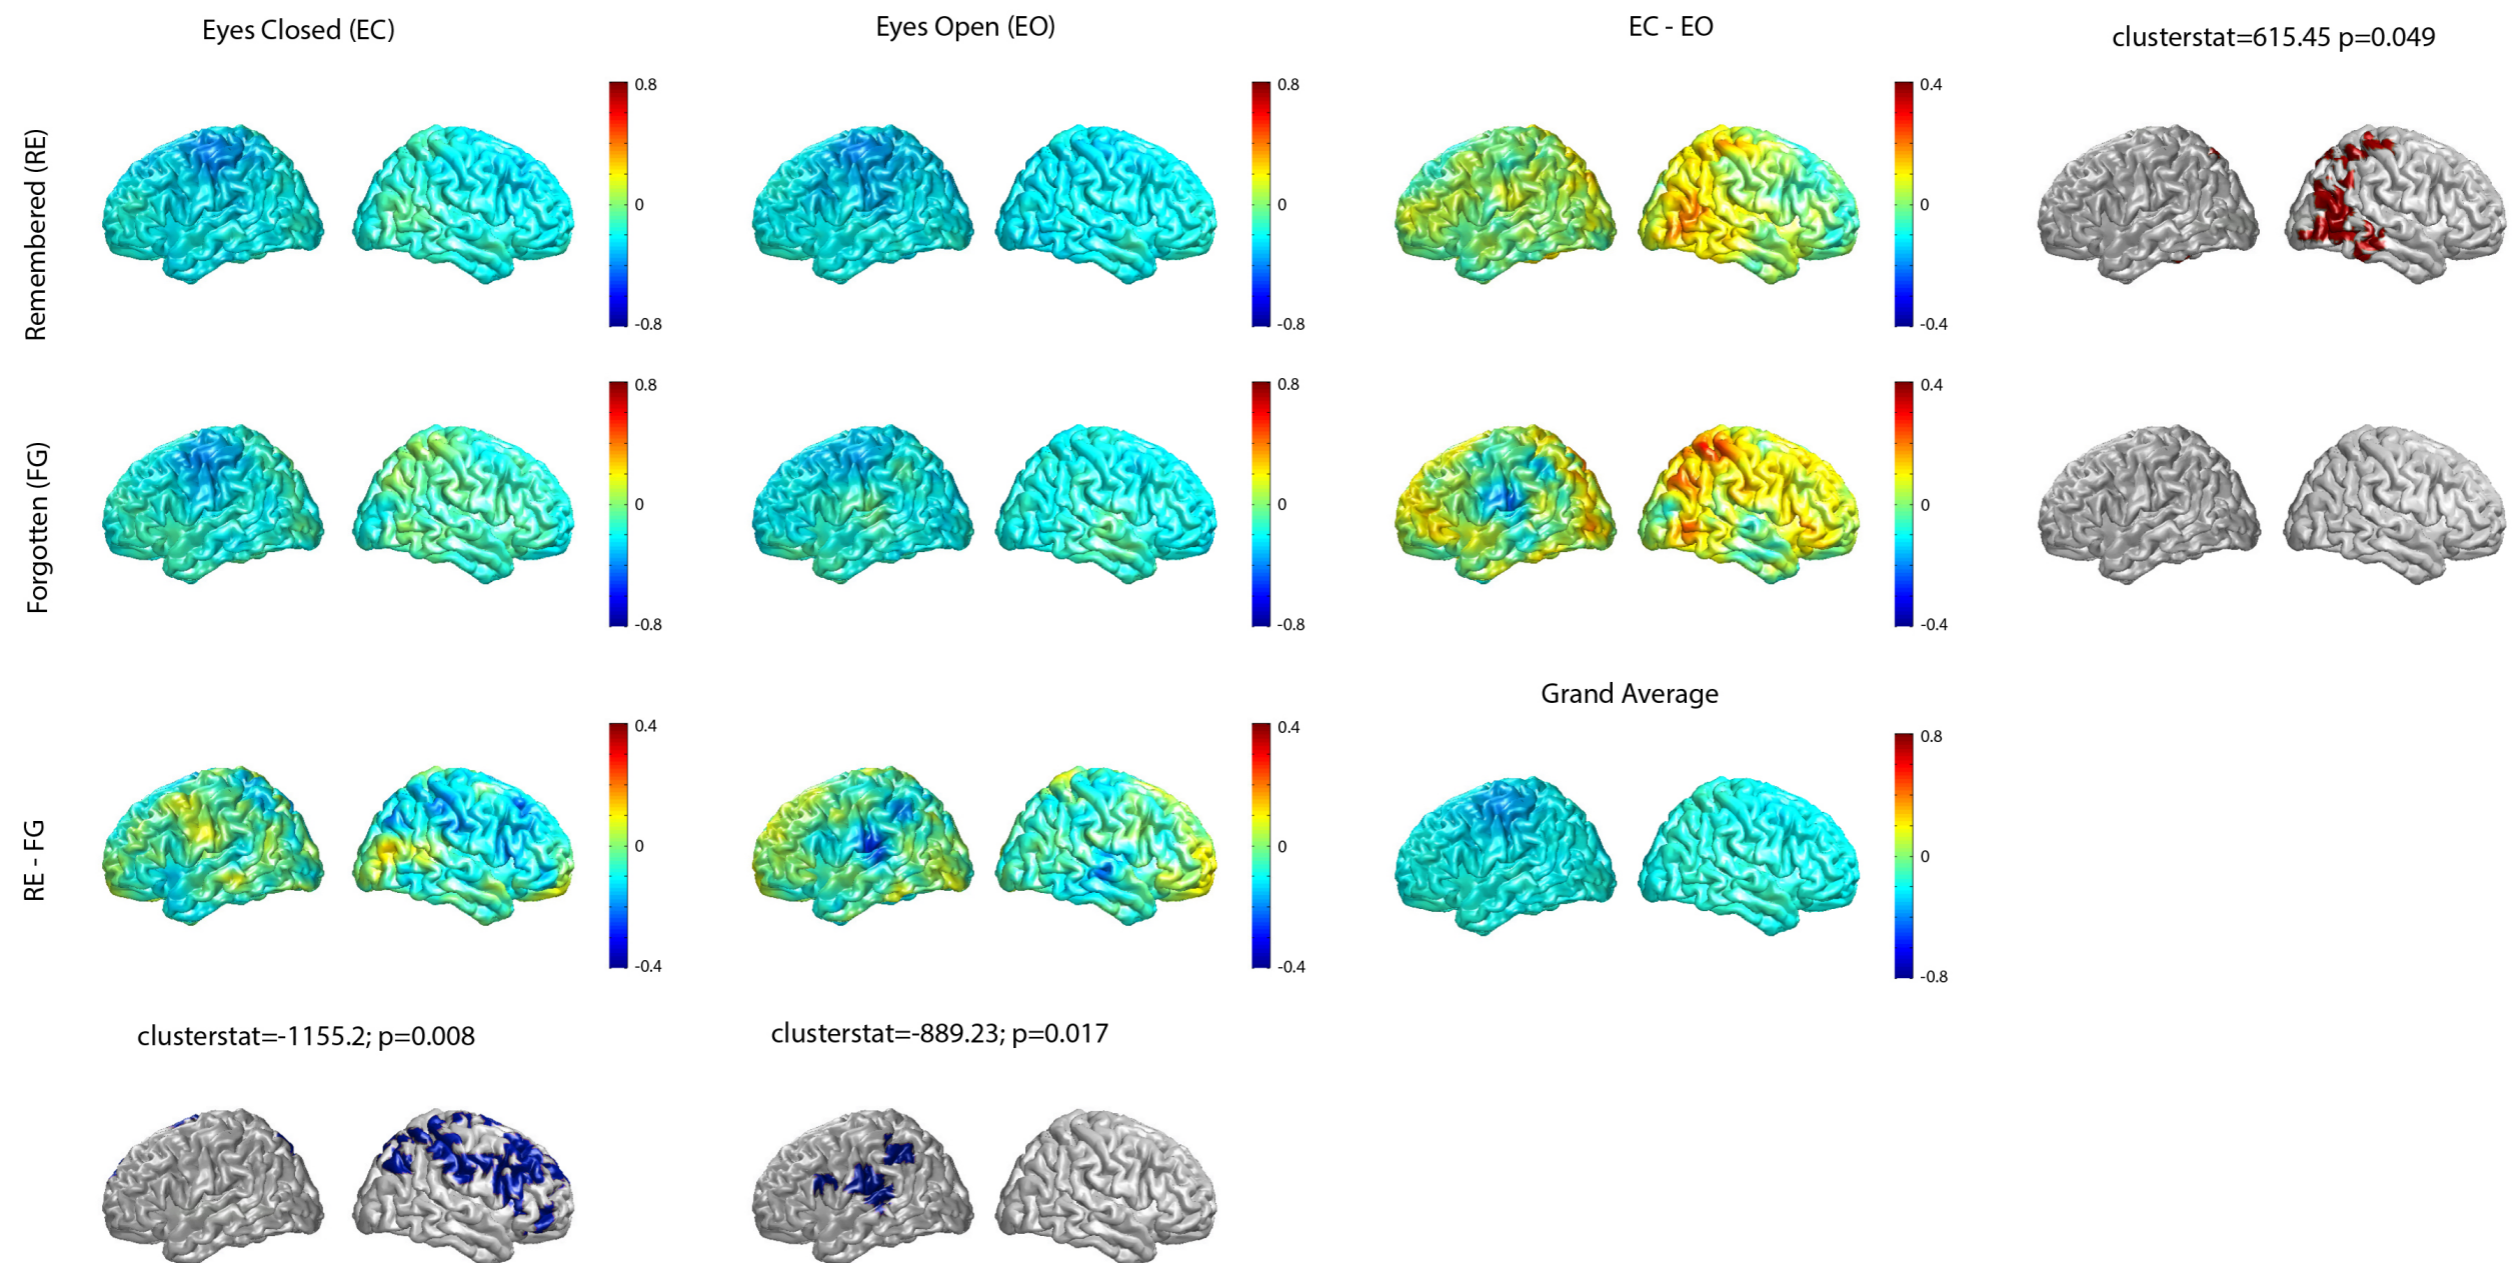 Eyes Closed (EC)
Eyes Open (EO)
EC - EO
clusterstat=615.45 p=0.049
Remembered (RE)
0.8
0
-0.8
0.8
0
-0.8
0.4
0
-0.4
Forgotten (FG)
0.8
0
-0.8
0.8
0
-0.8
0.4
0
-0.4
Grand Average
RE - FG
0.4
0
-0.4
0.4
0
-0.4
0.8
0
-0.8
clusterstat=-1155.2; p=0.008
clusterstat=-889.23; p=0.017